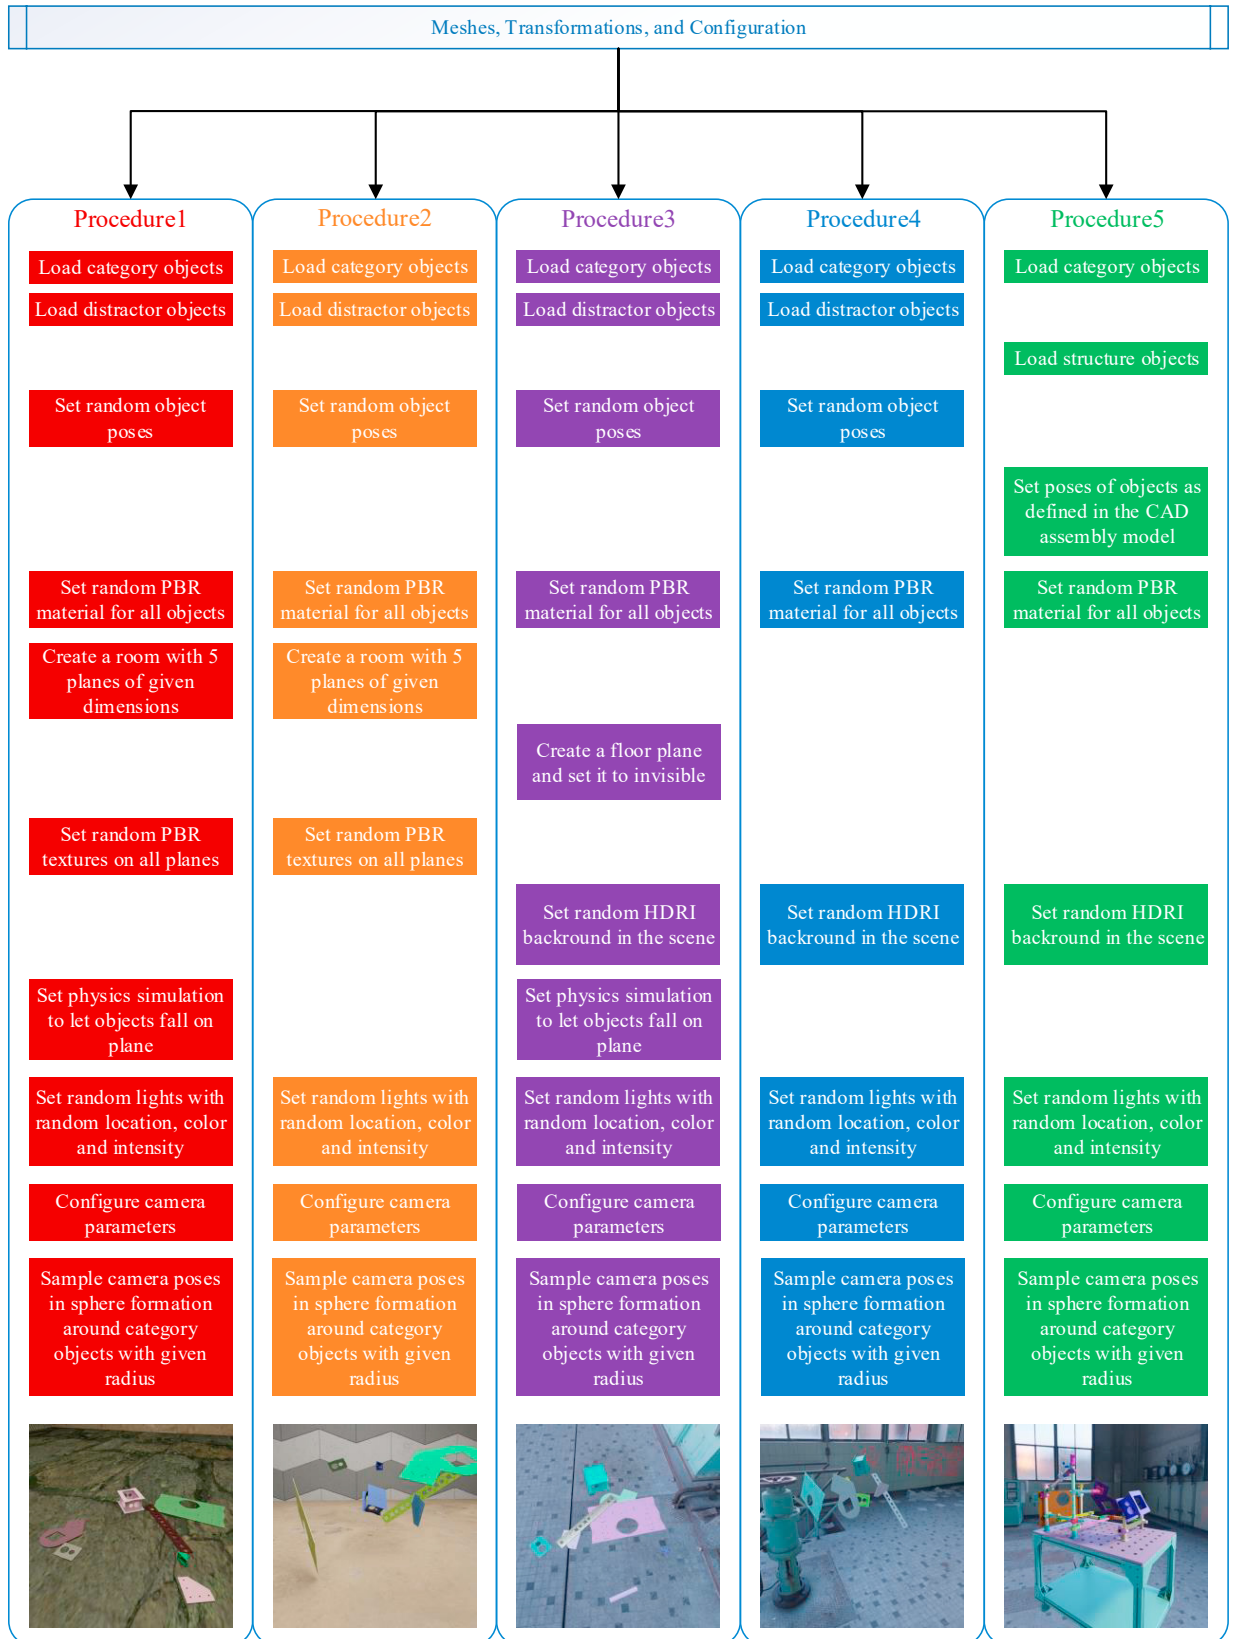 Meshes, Transformations, and Configuration
Procedure1
Load category objects
Load distractor objects
Set random object
poses
Set random PBR
material for all objects
Create a room with 5
planes of given
dimensions
Set random PBR
textures on all planes
Set physics simulation
to let objects fall on
plane
Set random lights with
random location, color
and intensity
Configure camera
parameters
Sample camera poses
in sphere formation
around category
objects with given
radius
Procedure2
Load category objects
Load distractor objects
Set random object
poses
Set random PBR
material for all objects
Create a room with 5
planes of given
dimensions
Set random PBR
textures on all planes
Set random lights with
random location, color
and intensity
Configure camera
parameters
Sample camera poses
in sphere formation
around category
objects with given
radius
Procedure3
Load category objects
Load distractor objects
Set random object
poses
Set random PBR
material for all objects
Create a floor plane
and set it to invisible
Set random HDRI
backround in the scene
Set physics simulation
to let objects fall on
plane
Set random lights with
random location, color
and intensity
Configure camera
parameters
Sample camera poses
in sphere formation
around category
objects with given
radius
Procedure4
Load category objects
Load distractor objects
Set random object
poses
Set random PBR
material for all objects
Set random HDRI
backround in the scene
Set random lights with
random location, color
and intensity
Configure camera
parameters
Sample camera poses
in sphere formation
around category
objects with given
radius
Procedure5
Load category objects
Load structure objects
Set poses of objects as
defined in the CAD
assembly model
Set random PBR
material for all objects
Set random HDRI
backround in the scene
Set random lights with
random location, color
and intensity
Configure camera
parameters
Sample camera poses
in sphere formation
around category
objects with given
radius